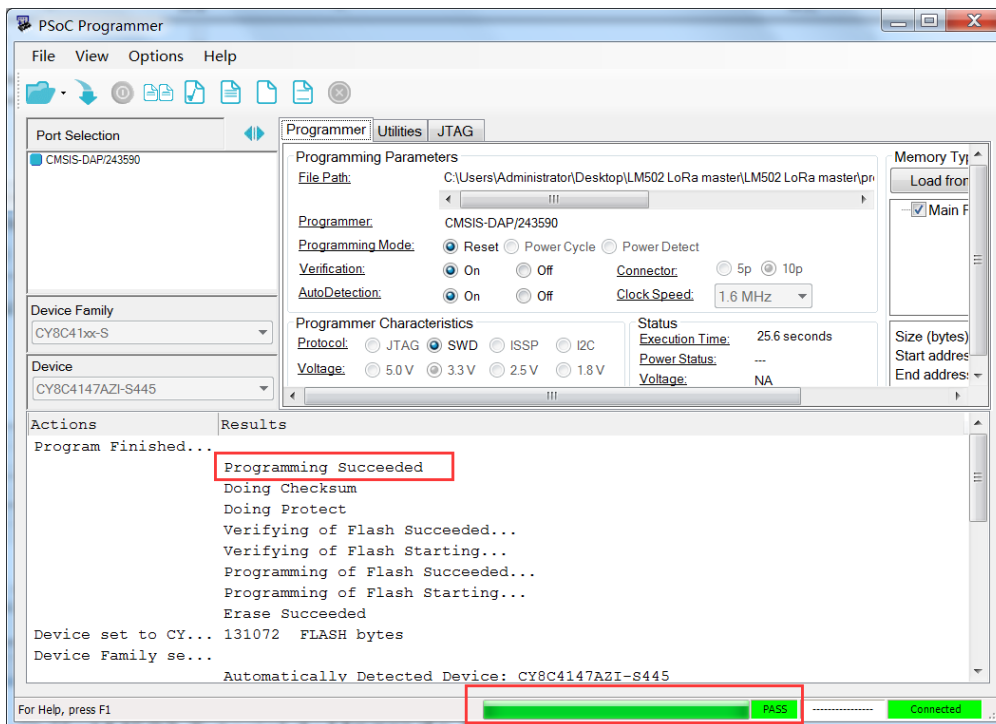 PSoC Programmer
File View Options Help
Port Selection
CMSIS-DAP/243590
Device Family
CY8C41xx-S
Device
CY8C4147AZI-S445
Programmer Utilities JTAG
Programming Parameters
File Path: C:\Users\Administrator\Desktop\LM502 LoRa master\LM502 LoRa master\pr
Programmer: CMSIS-DAP/243590
Programming Mode: Reset Power Cycle Power Detect
Verification: On Off Connector: 5p 10p
AutoDetection: On Off Clock Speed: 1.6 MHz
Programmer Characteristics
Protocol: JTAG SWD ISSP I2C
Voltage: 5.0 V 3.3 V 2.5 V 1.8 V
Status
Execution Time: 25.6 seconds
Power Status: ---
Voltage: NA
Memory Ty
Load from
Main F
Size (bytes)
Start addres
End address
Actions Results
Program Finished...
Programming Succeeded
Doing Checksum
Doing Protect
Verifying of Flash Succeeded...
Verifying of Flash Starting...
Programming of Flash Succeeded...
Programming of Flash Starting...
Erase Succeeded
Device set to CY... 131072 FLASH bytes
Device Family se...
Automatically Detected Device: CY8C4147AZI-S445
For Help, press F1 PASS ---------------- Connected